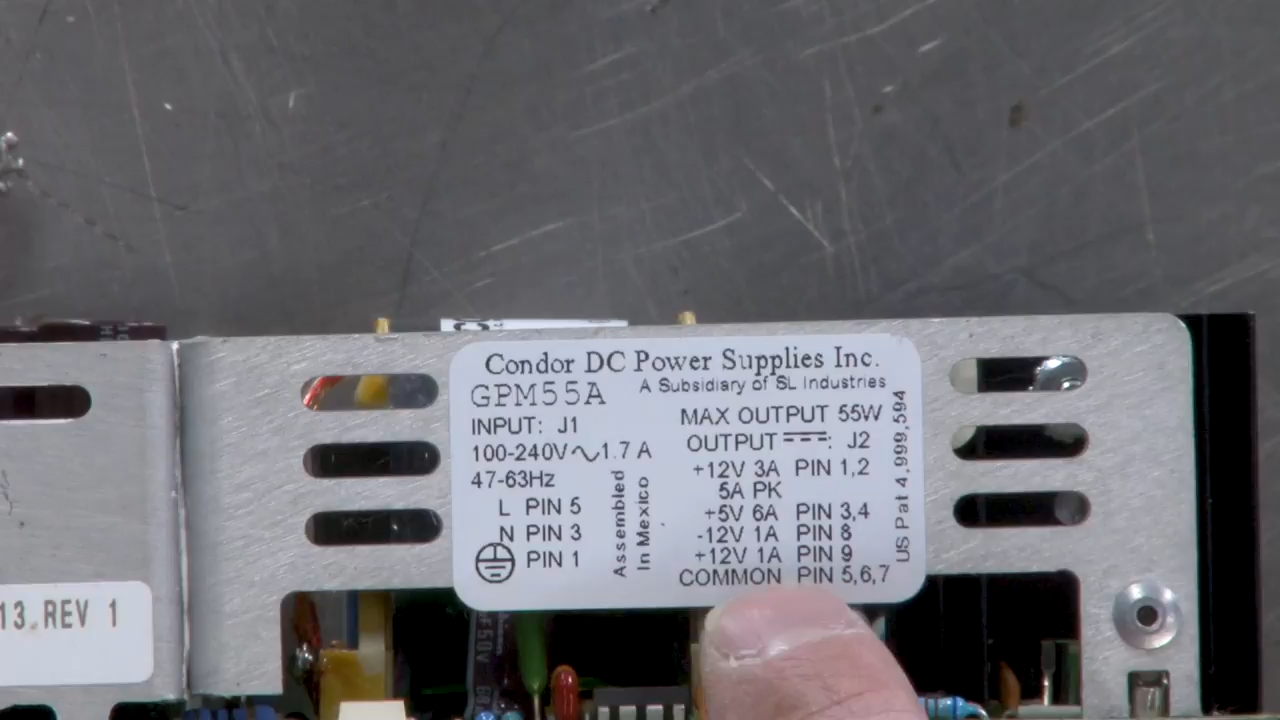 Condor DC Power Supplies Inc.
A Subsidiary of SL Industries
GPM55A
INPUT: J1
100-240V∿1.7 A
47-63Hz
L PIN 5
N PIN 3
PIN 1
Assembled
In Mexico
MAX OUTPUT 55W
OUTPUT ⎓: J2
+12V 3A PIN 1,2
5A PK
+5V 6A PIN 3,4
-12V 1A PIN 8
+12V 1A PIN 9
COMMON PIN 5,6,7
US Pat 4,999,594
13 REV 1
F50V